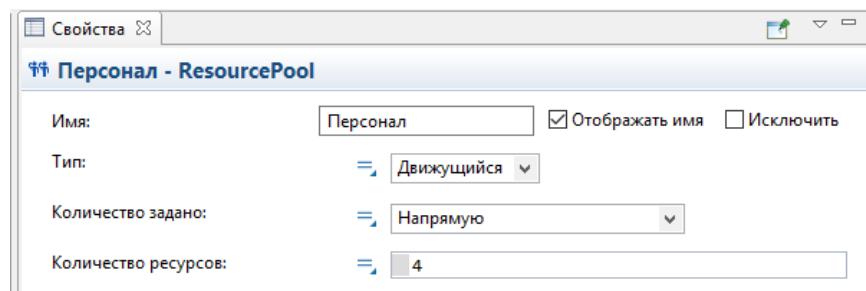 Свойства
Персонал - ResourcePool
Имя: Персонал Отображать имя Исключить
Тип: Движущийся
Количество задано: Напрямую
Количество ресурсов: 4